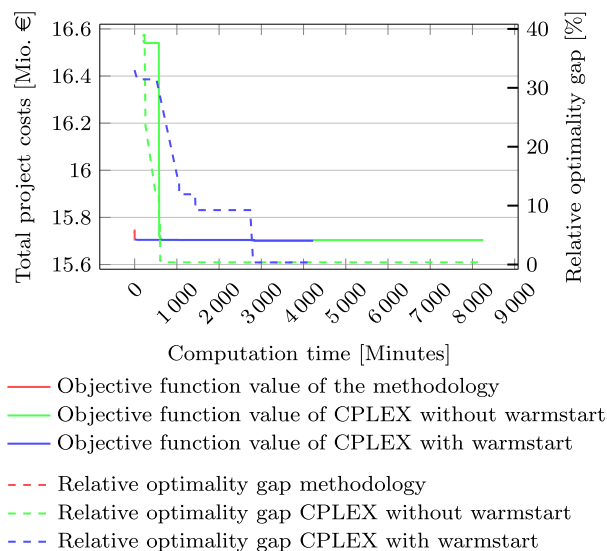 Total project costs [Mio. €]
16.6
16.4
16.2
16
15.8
15.6
40
30
20
10
0
Relative optimality gap [%]
0
1 000
2 000
3 000
4 000
5 000
6 000
7 000
8 000
9 000
Computation time [Minutes]
Objective function value of the methodology
Objective function value of CPLEX without warmstart
Objective function value of CPLEX with warmstart
Relative optimality gap methodology
Relative optimality gap CPLEX without warmstart
Relative optimality gap CPLEX with warmstart